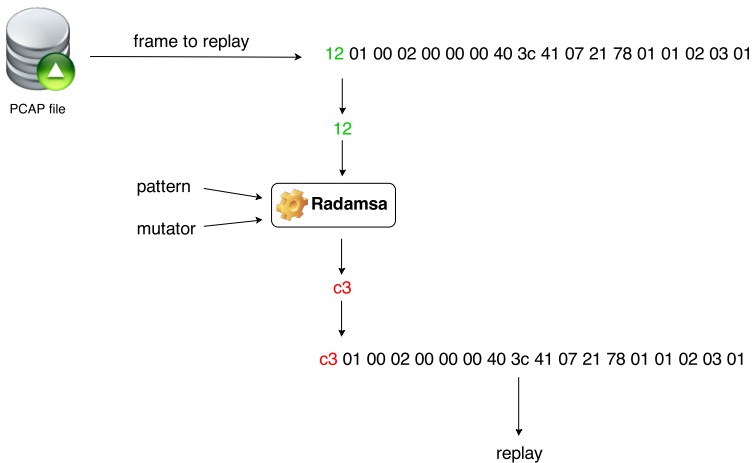 frame to replay
12 01 00 02 00 00 00 40 3c 41 07 21 78 01 01 02 03 01
PCAP file
12
pattern
Radamsa
mutator
c3
c3 01 00 02 00 00 00 40 3c 41 07 21 78 01 01 02 03 01
replay